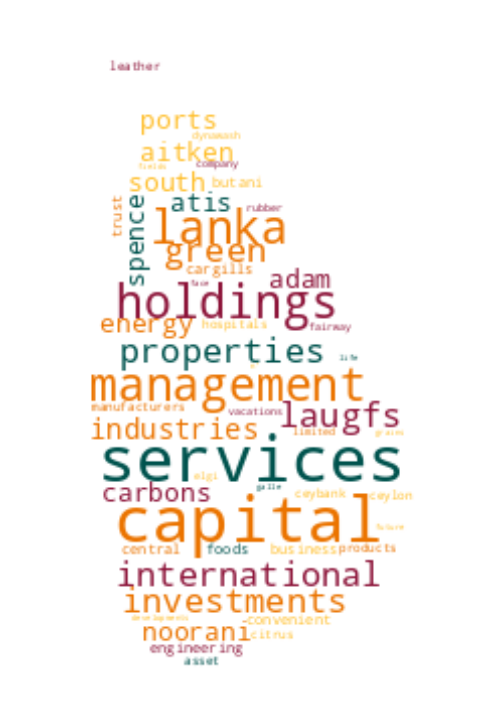 leather
ports
dynawash
aitken
fields
company
south
butani
trust
spence
atis
rubber
lanka
green
cargills
adam
face
holdings
energy
hospitals
fairway
properties
life
management
manufacturers
vacations
laugfs
industries
limited
grains
services
elgi
galle
carbons
ceybank
ceylon
capital
future
central
foods
business
products
international
investments
developments
convenient
noorani
citrus
engineering
asset